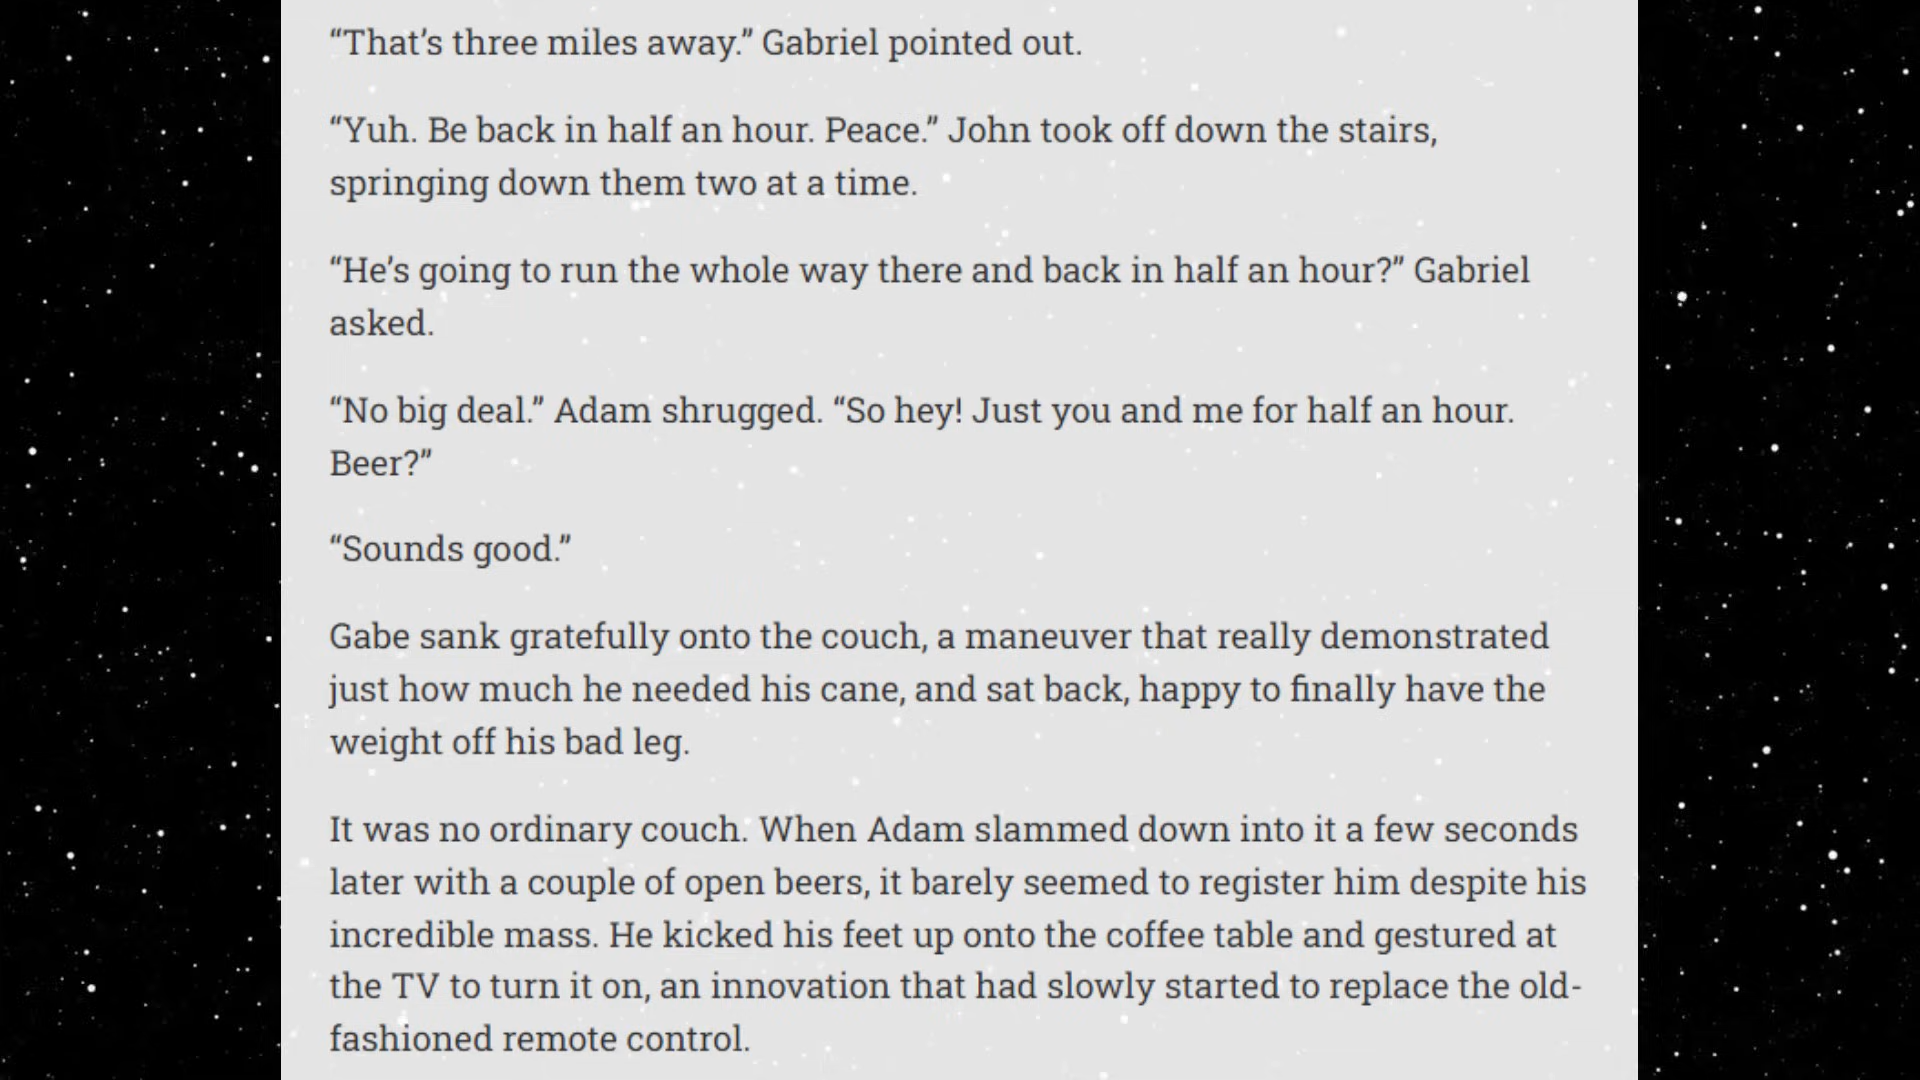 “That’s three miles away.” Gabriel pointed out.
“Yuh. Be back in half an hour. Peace.” John took off down the stairs,
springing down them two at a time.
“He’s going to run the whole way there and back in half an hour?” Gabriel
asked.
“No big deal.” Adam shrugged. “So hey! Just you and me for half an hour.
Beer?”
“Sounds good.”
Gabe sank gratefully onto the couch, a maneuver that really demonstrated
just how much he needed his cane, and sat back, happy to finally have the
weight off his bad leg.
It was no ordinary couch. When Adam slammed down into it a few seconds
later with a couple of open beers, it barely seemed to register him despite his
incredible mass. He kicked his feet up onto the coffee table and gestured at
the TV to turn it on, an innovation that had slowly started to replace the old-
fashioned remote control.